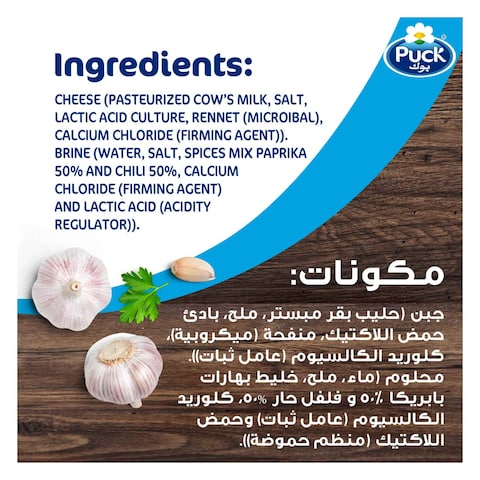 Puck
بوك
Ingredients:
CHEESE (PASTEURIZED COW'S MILK, SALT,
LACTIC ACID CULTURE, RENNET (MICROIBAL),
CALCIUM CHLORIDE (FIRMING AGENT)).
BRINE (WATER, SALT, SPICES MIX PAPRIKA
50% AND CHILI 50%, CALCIUM
CHLORIDE (FIRMING AGENT)
AND LACTIC ACID (ACIDITY
REGULATOR)).
مكونات:
جبن (حليب بقر مبستر، ملح، بادئ
حمض اللاكتيك، منفحة (ميكروبية)،
كلوريد الكالسيوم (عامل ثبات)).
محلوم (ماء، ملح، خليط بهارات
بابريكا ٥٠% و فلفل حار ٥٠%، كلوريد
الكالسيوم (عامل ثبات) وحمض
اللاكتيك (منظم حموضة)).